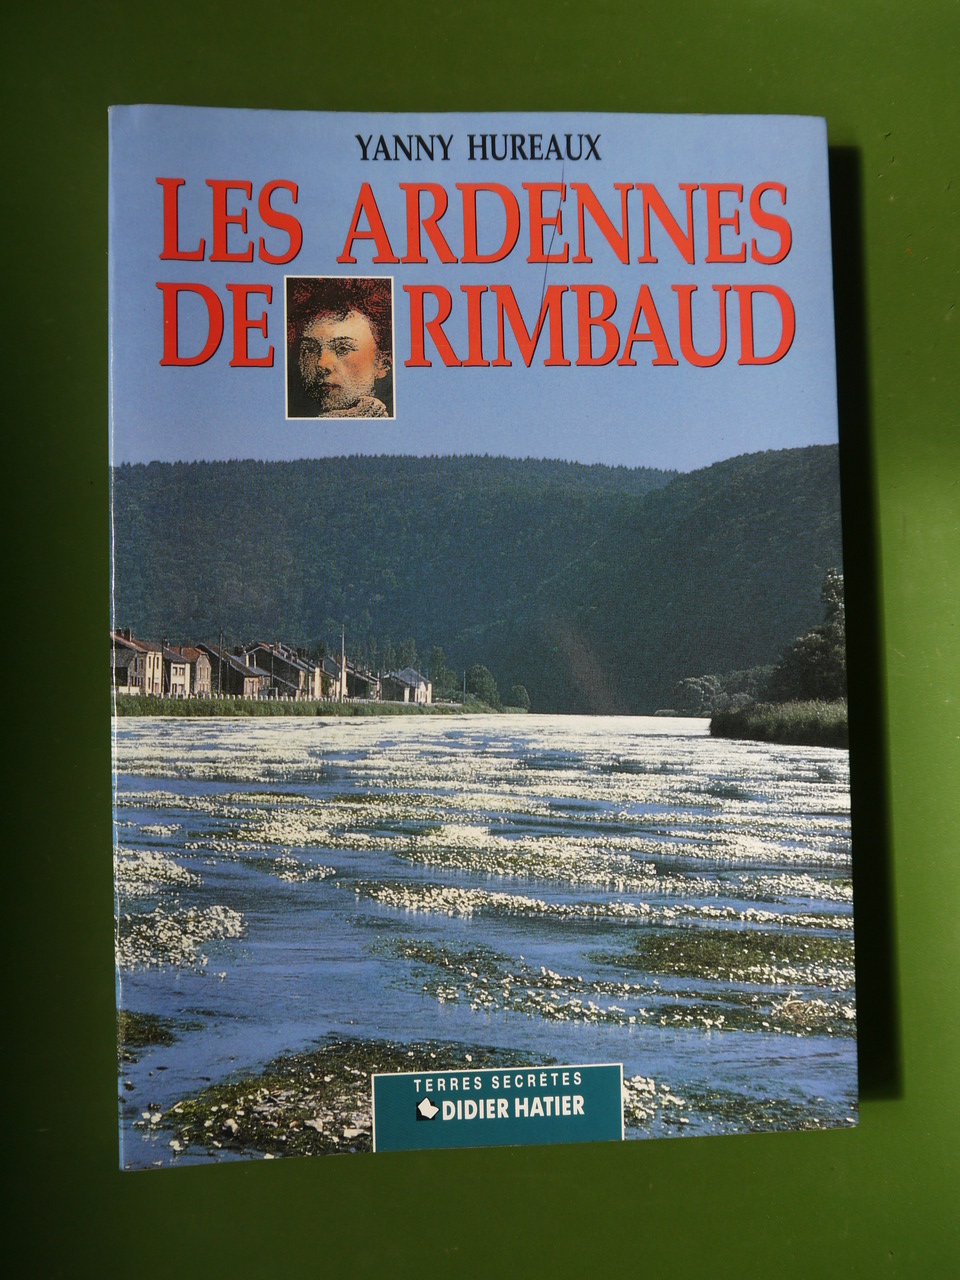 YANNY HUREAUX
LES ARDENNES
DE RIMBAUD
TERRES SECRÈTES
DIDIER HATIER